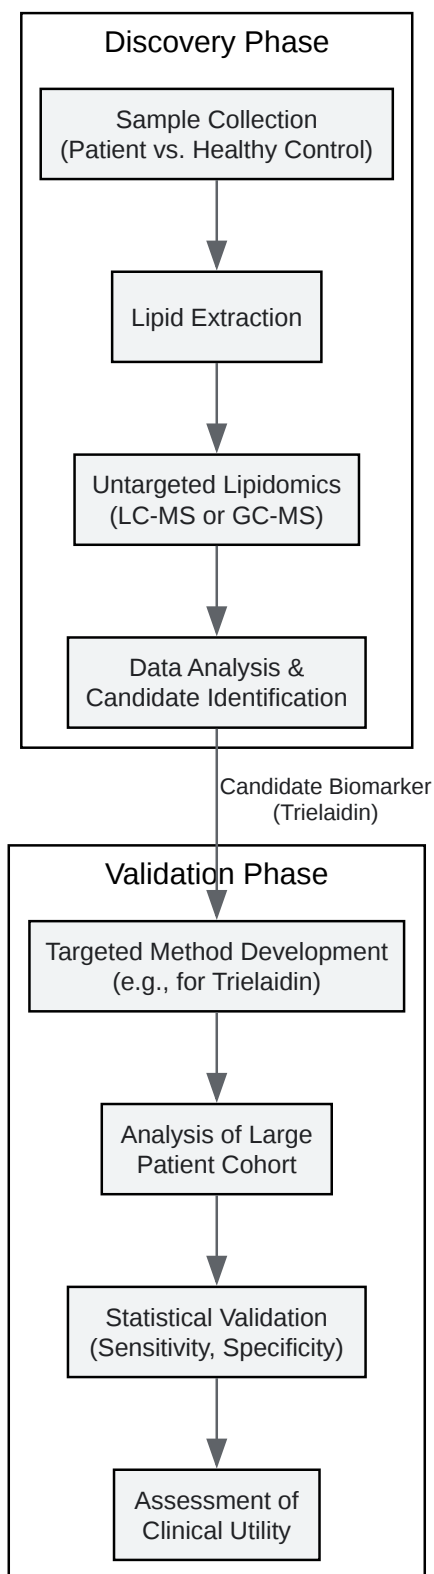 Discovery Phase
Sample Collection
(Patient vs. Healthy Control)
Lipid Extraction
Untargeted Lipidomics
(LC-MS or GC-MS)
Data Analysis &
Candidate Identification
Candidate Biomarker
(Trielaidin)
Validation Phase
Targeted Method Development
(e.g., for Trielaidin)
Analysis of Large
Patient Cohort
Statistical Validation
(Sensitivity, Specificity)
Assessment of
Clinical Utility